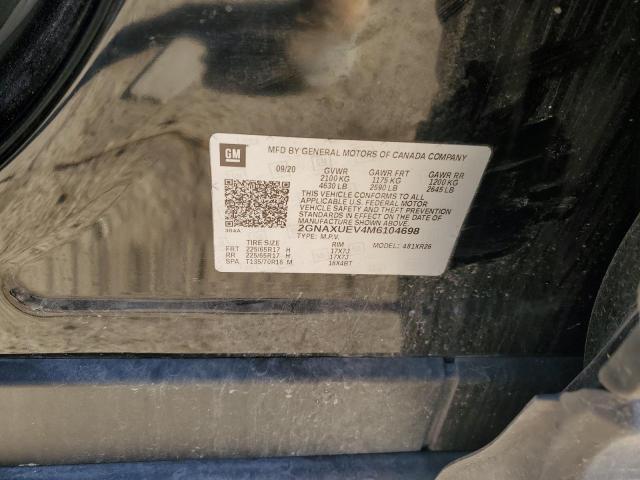 GM
MFD BY GENERAL MOTORS OF CANADA COMPANY
09/20 GVWR GAWR FRT GAWR RR
2100 KG 1175 KG 1200 KG
4630 LB 2590 LB 2645 LB
THIS VEHICLE CONFORMS TO ALL
APPLICABLE U.S. FEDERAL MOTOR
VEHICLE SAFETY AND THEFT PREVENTION
STANDARDS IN EFFECT ON THE DATE OF
MANUFACTURE SHOWN ABOVE.
2GNAXUEV4M6104698
TYPE: M.P.V. MODEL: 481XR26
TIRE SIZE RIM
FRT 225/65R17 H 17X7J
RR 225/65R17 H 17X7J
SPA T135/70R16 M 16X4BT